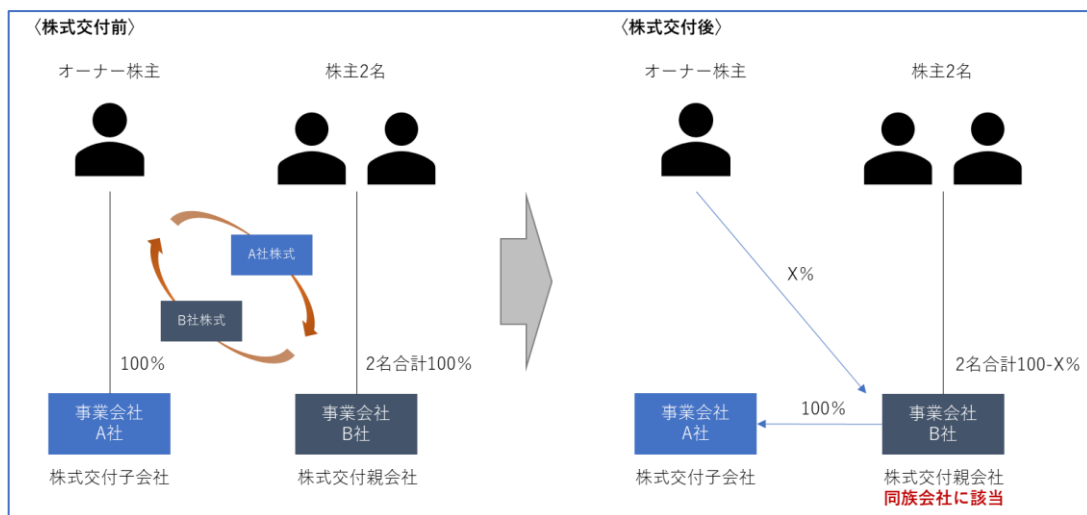 〈株式交付前〉
オーナー株主
株主2名
A社株式
B社株式
100%
2名合計100%
事業会社
A社
事業会社
B社
株式交付子会社
株式交付親会社
〈株式交付後〉
オーナー株主
株主2名
X%
2名合計100-X%
100%
事業会社
A社
事業会社
B社
株式交付子会社
株式交付親会社
同族会社に該当